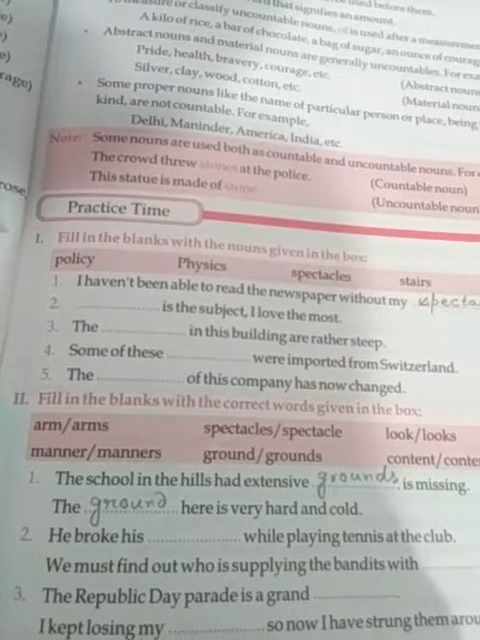 e)
e)
e)
rage)
rose,
To measure or classify uncountable nouns, of is used after a measurement
A kilo of rice, a bar of chocolate, a bag of sugar, an ounce of courag
Abstract nouns and material nouns are generally uncountables. For exa
Pride, health, bravery, courage, etc. (Abstract noun
Silver, clay, wood, cotton, etc. (Material noun
Some proper nouns like the name of particular person or place, being
kind, are not countable. For example,
Delhi, Maninder, America, India, etc.
Note: Some nouns are used both as countable and uncountable nouns. For
The crowd threw stones at the police. (Countable noun)
This statue is made of stone. (Uncountable noun
Practice Time
I. Fill in the blanks with the nouns given in the box:
policy Physics spectacles stairs
1. I haven't been able to read the newspaper without my specta
2. ............ is the subject, I love the most.
3. The ............ in this building are rather steep.
4. Some of these ............ were imported from Switzerland.
5. The ............ of this company has now changed.
II. Fill in the blanks with the correct words given in the box:
arm/arms spectacles/spectacle look/looks
manner/manners ground/grounds content/conte
1. The school in the hills had extensive grounds. is missing.
The ground here is very hard and cold.
2. He broke his ............ while playing tennis at the club.
We must find out who is supplying the bandits with ............
3. The Republic Day parade is a grand ............
I kept losing my ............ so now I have strung them arou